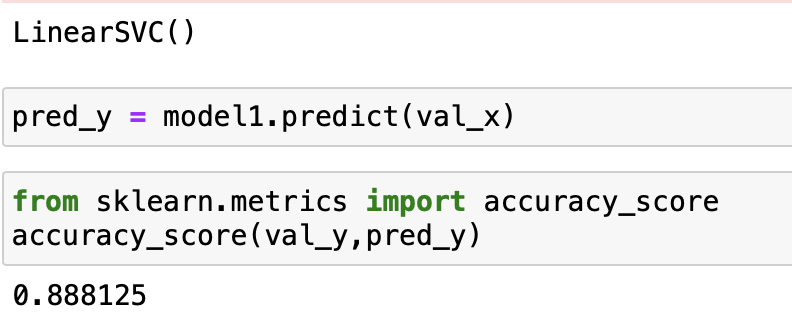 LinearSVC()
pred_y = model1.predict(val_x)
from sklearn.metrics import accuracy_score
accuracy_score(val_y,pred_y)
0.888125